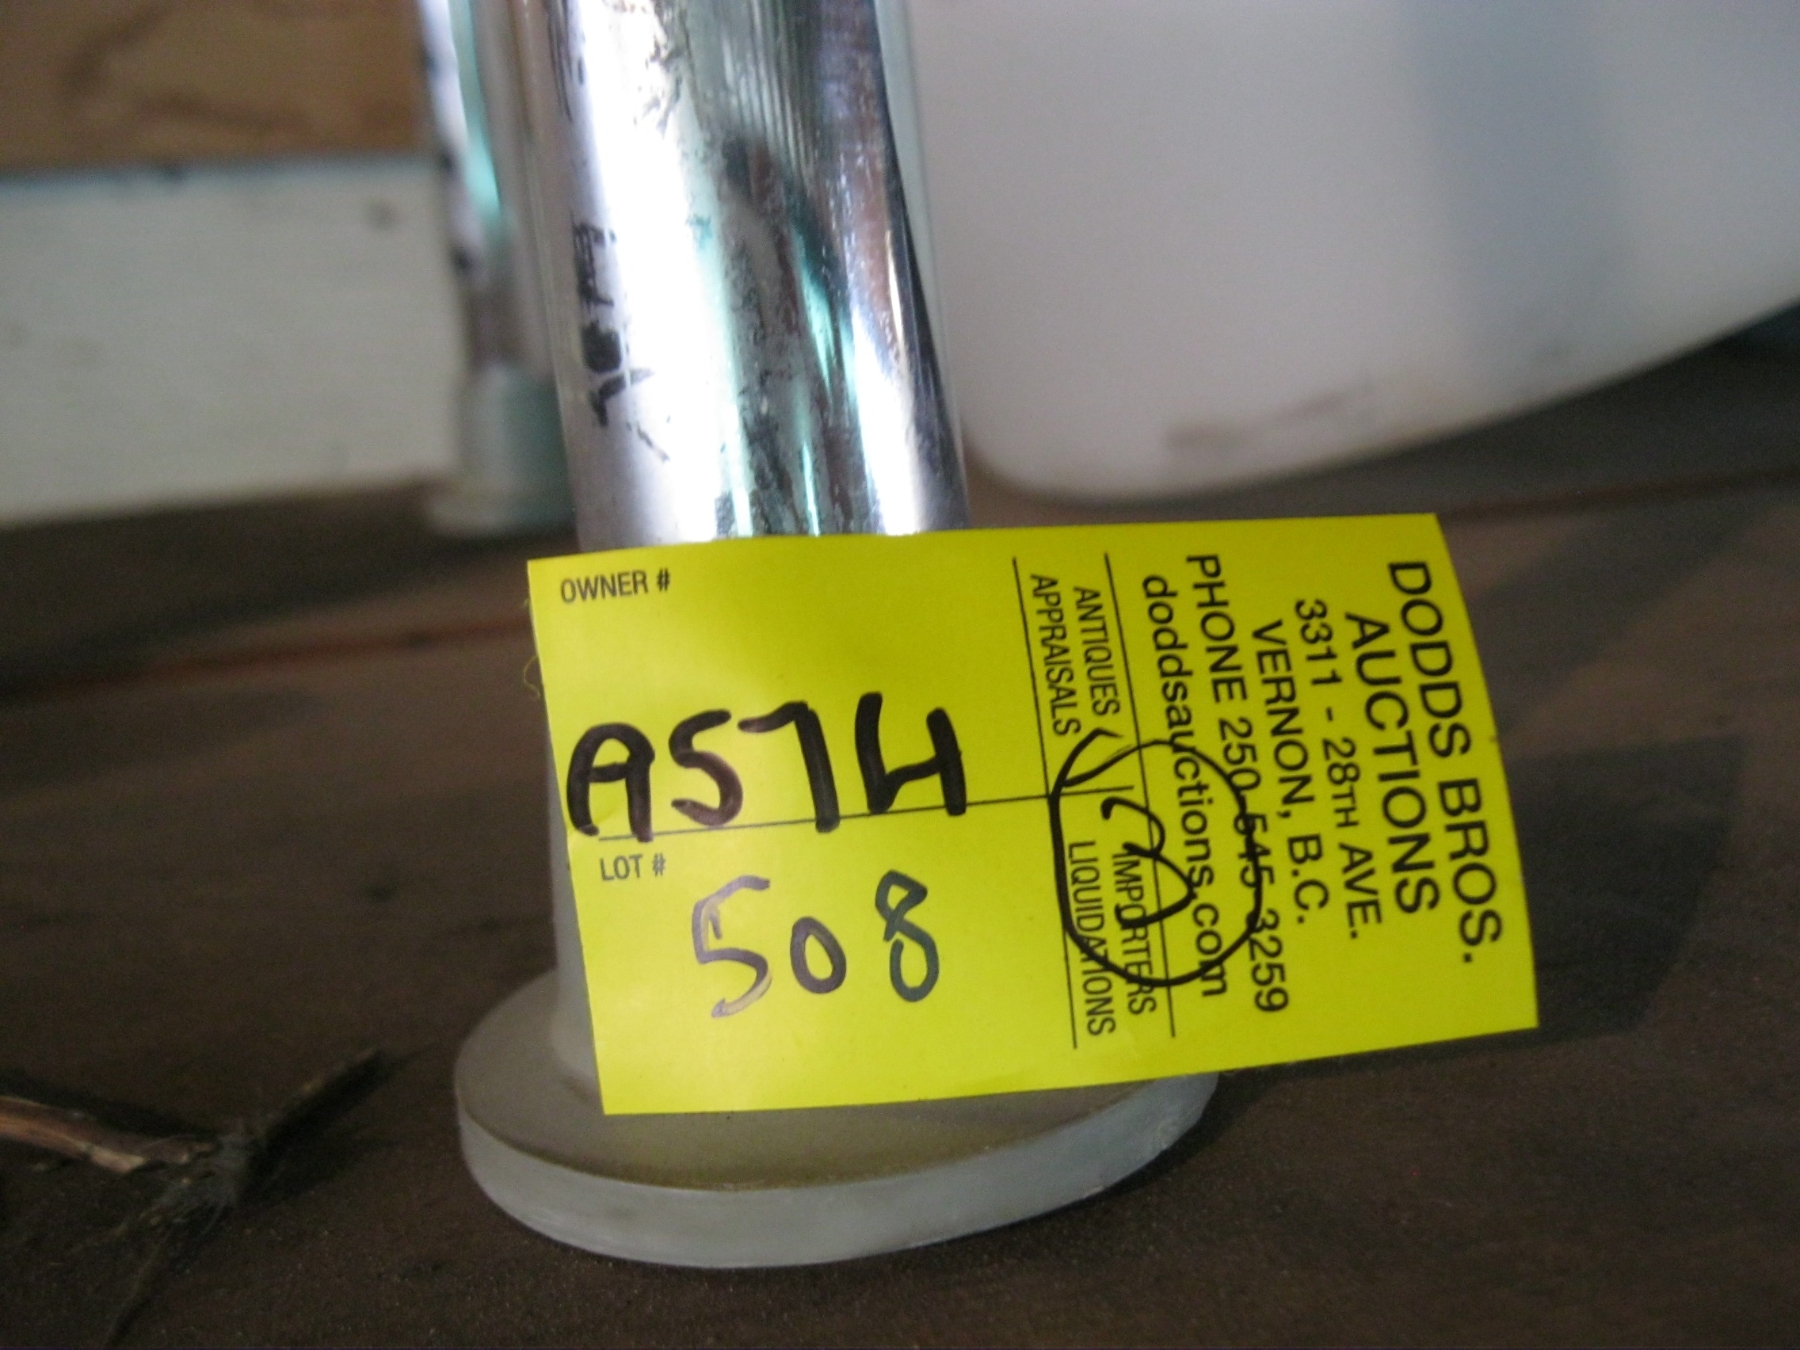 OWNER #
A574
LOT #
508
DODDS BROS.
AUCTIONS
3311 - 28TH AVE.
VERNON, B.C.
PHONE 250-545-3259
doddsauctions.com
ANTIQUES IMPORTERS
APPRAISALS LIQUIDATIONS